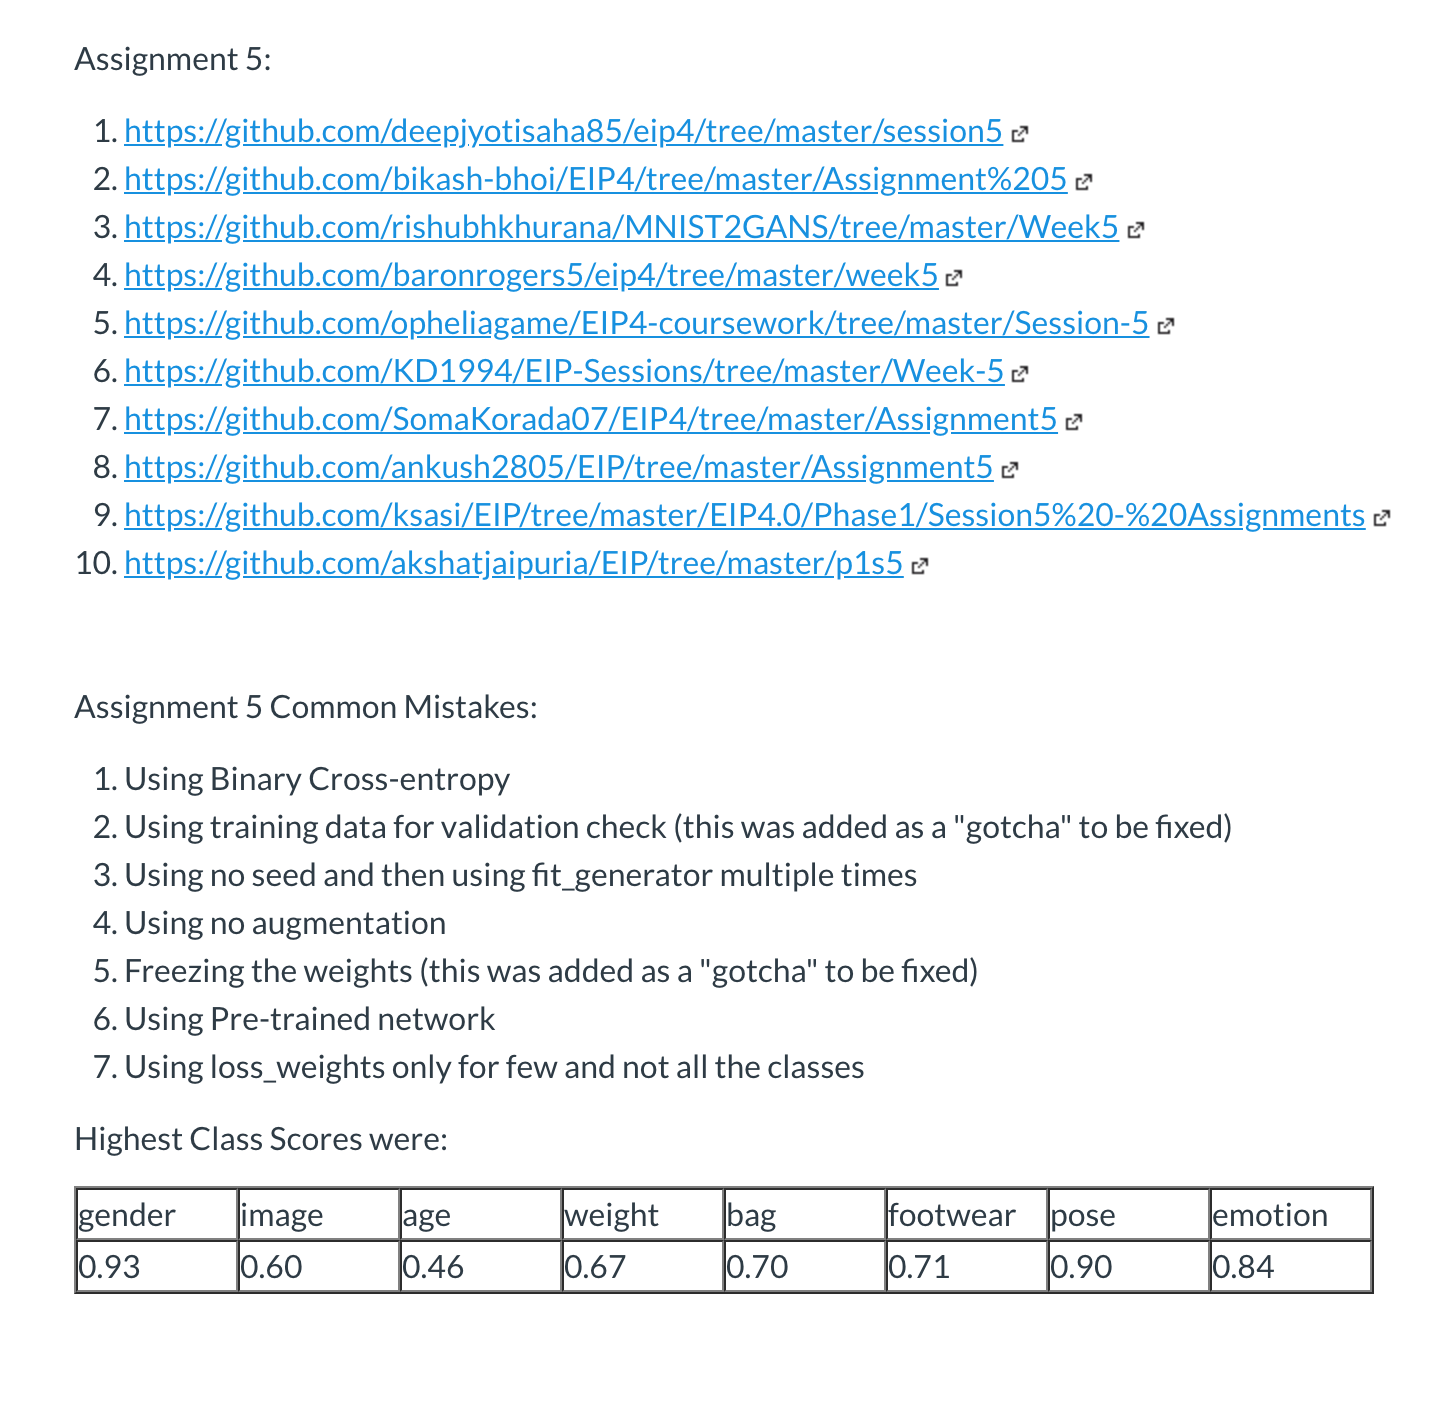 Assignment 5:
1. https://github.com/deepjyotisaha85/eip4/tree/master/session5
2. https://github.com/bikash-bhoi/EIP4/tree/master/Assignment%205
3. https://github.com/rishubhkhurana/MNIST2GANS/tree/master/Week5
4. https://github.com/baronrogers5/eip4/tree/master/week5
5. https://github.com/opheliagame/EIP4-coursework/tree/master/Session-5
6. https://github.com/KD1994/EIP-Sessions/tree/master/Week-5
7. https://github.com/SomaKorada07/EIP4/tree/master/Assignment5
8. https://github.com/ankush2805/EIP/tree/master/Assignment5
9. https://github.com/ksasi/EIP/tree/master/EIP4.0/Phase1/Session5%20-%20Assignments
10. https://github.com/akshatjaipuria/EIP/tree/master/p1s5
Assignment 5 Common Mistakes:
1. Using Binary Cross-entropy
2. Using training data for validation check (this was added as a "gotcha" to be fixed)
3. Using no seed and then using fit_generator multiple times
4. Using no augmentation
5. Freezing the weights (this was added as a "gotcha" to be fixed)
6. Using Pre-trained network
7. Using loss_weights only for few and not all the classes
Highest Class Scores were:
gender image age weight bag footwear pose emotion
0.93 0.60 0.46 0.67 0.70 0.71 0.90 0.84